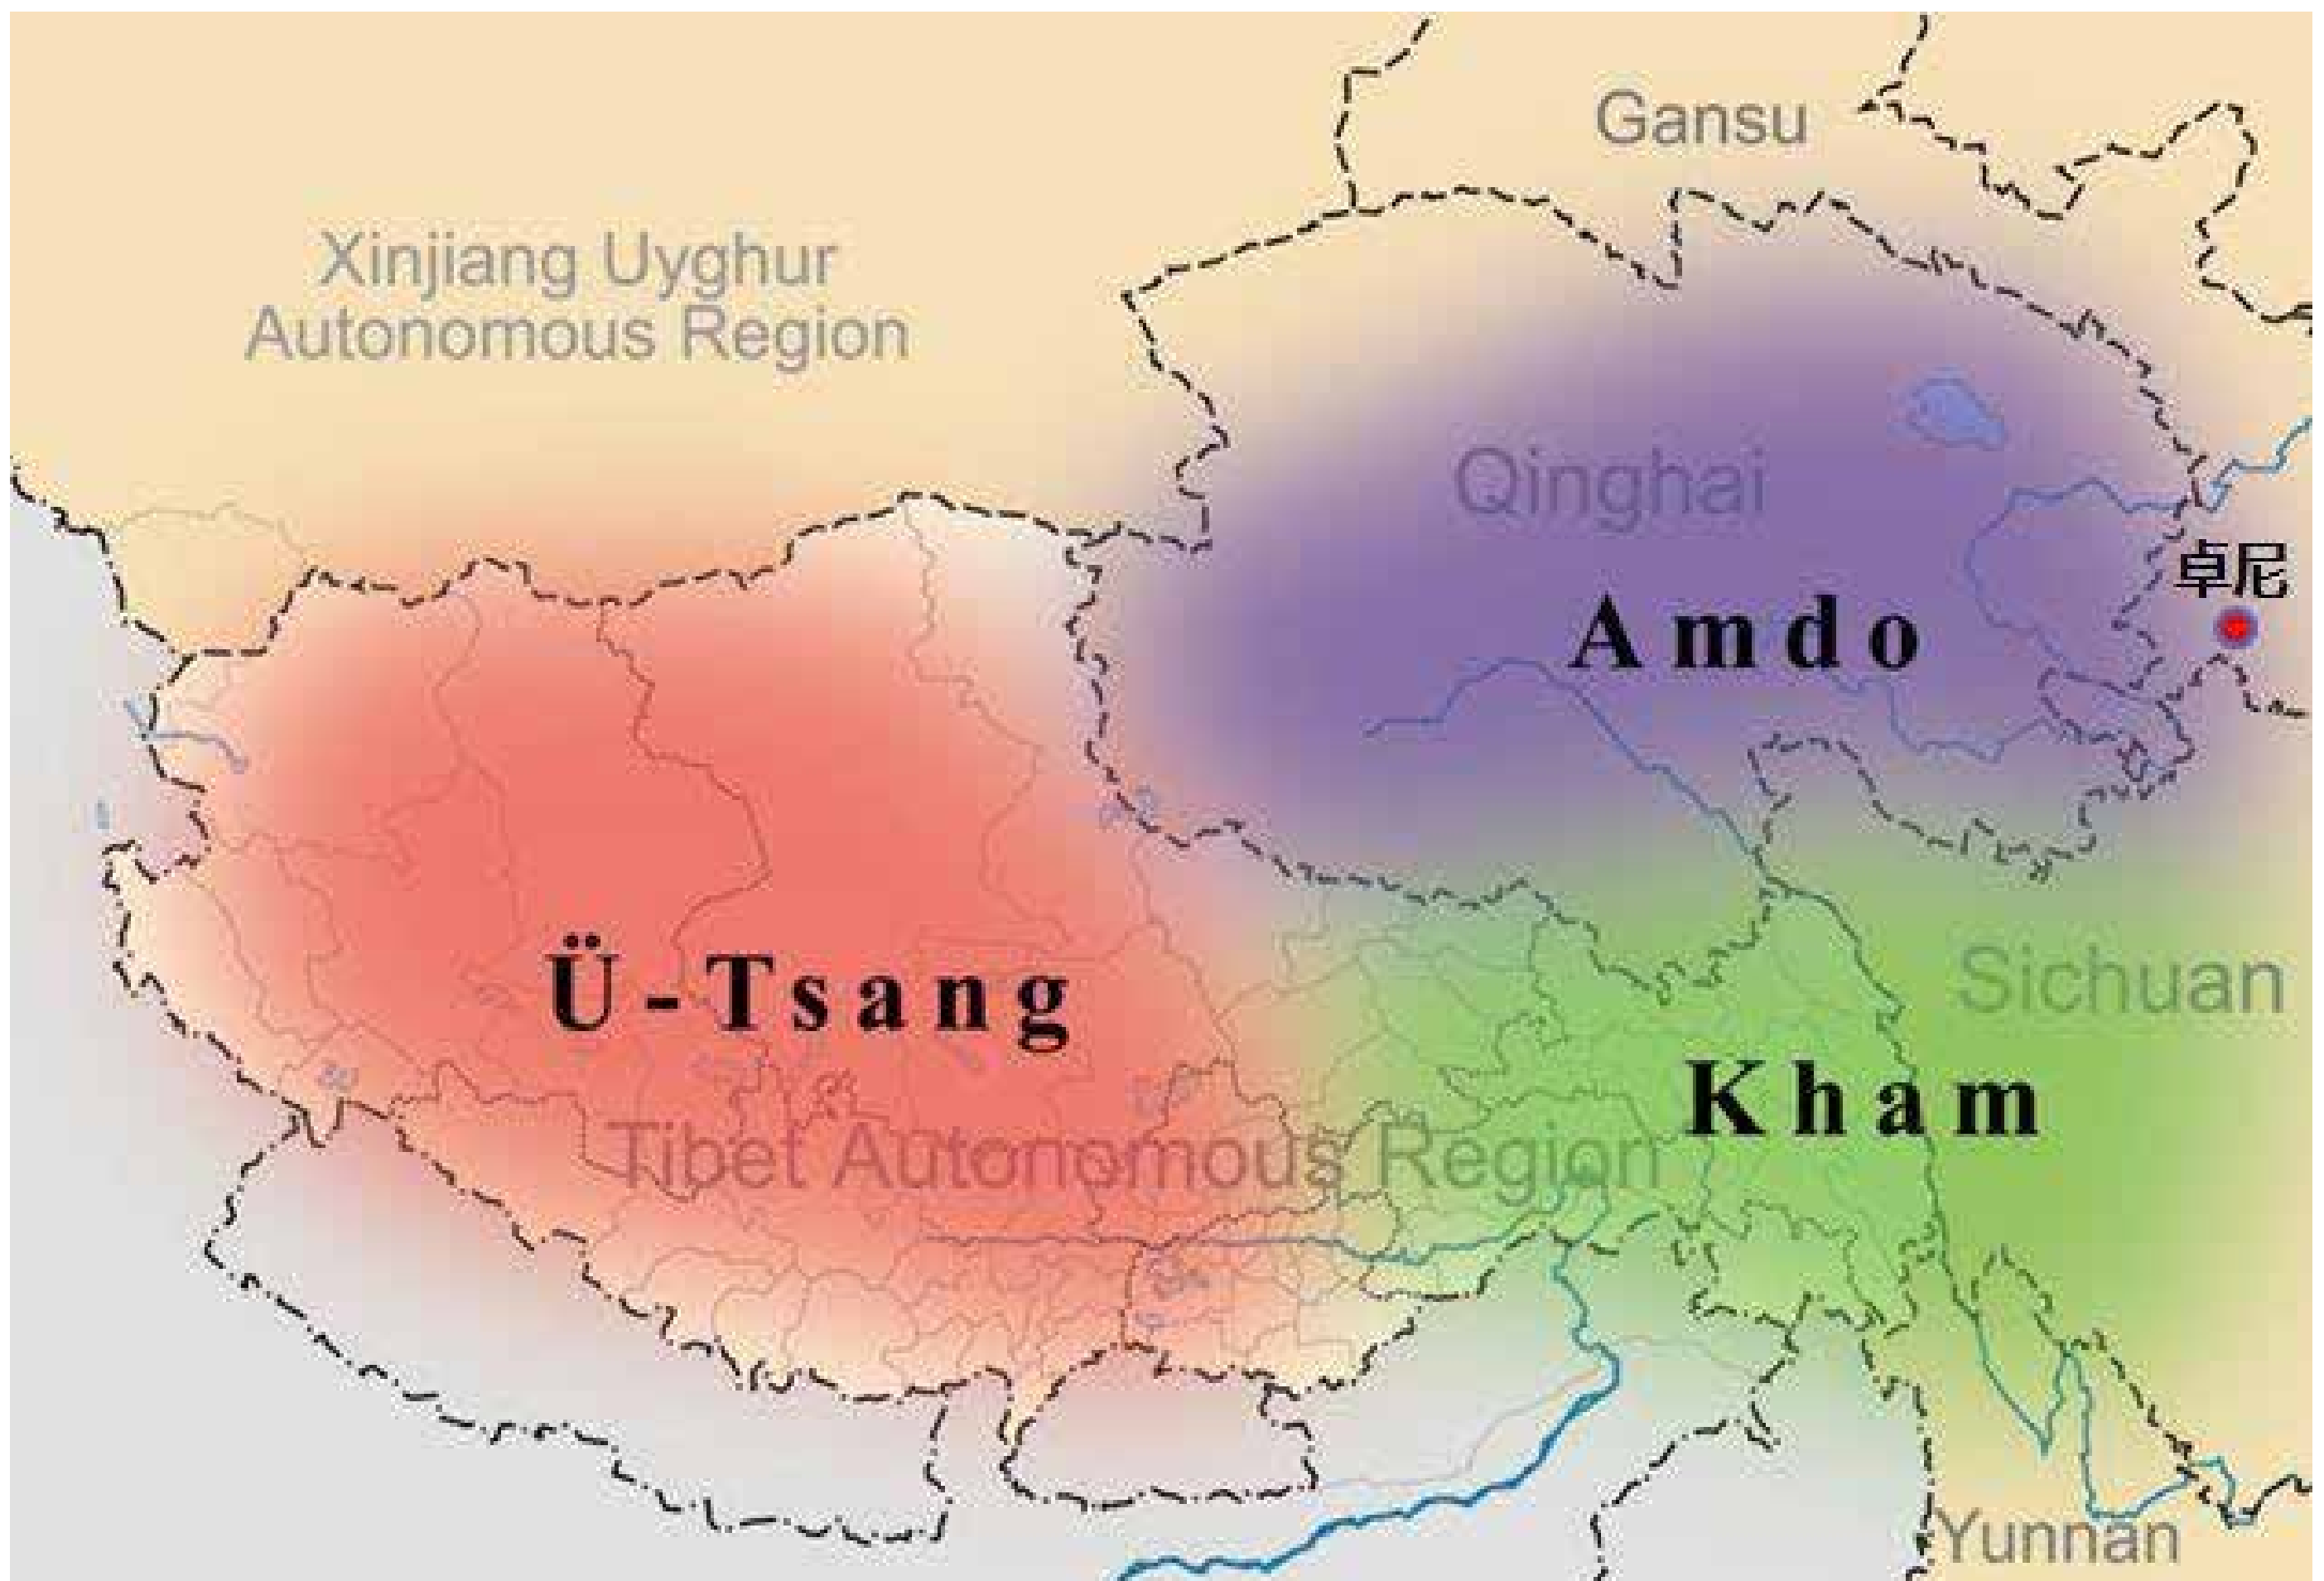 Gansu
Xinjiang Uyghur
Autonomous Region
Qinghai
卓尼
Amdo
Sichuan
Ü-Tsang
Kham
Tibet Autonomous Region
Yunnan